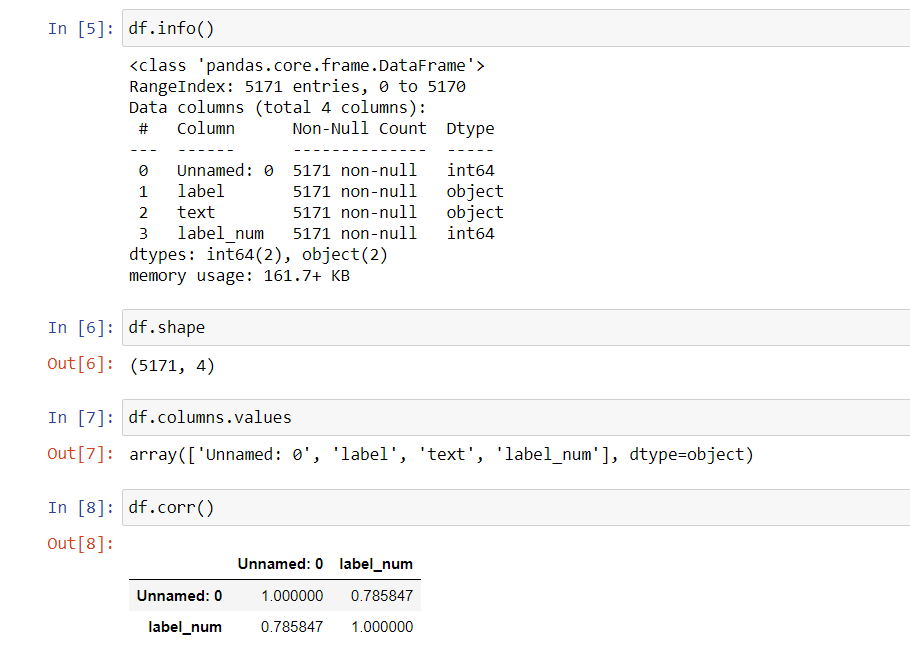 In [5]: df.info()
<class 'pandas.core.frame.DataFrame'>
RangeIndex: 5171 entries, 0 to 5170
Data columns (total 4 columns):
 #   Column      Non-Null Count  Dtype
---  ------      --------------  -----
 0   Unnamed: 0  5171 non-null   int64
 1   label       5171 non-null   object
 2   text        5171 non-null   object
 3   label_num   5171 non-null   int64
dtypes: int64(2), object(2)
memory usage: 161.7+ KB
In [6]: df.shape
Out[6]: (5171, 4)
In [7]: df.columns.values
Out[7]: array(['Unnamed: 0', 'label', 'text', 'label_num'], dtype=object)
In [8]: df.corr()
Out[8]:
Unnamed: 0 label_num
Unnamed: 0 1.000000 0.785847
label_num 0.785847 1.000000